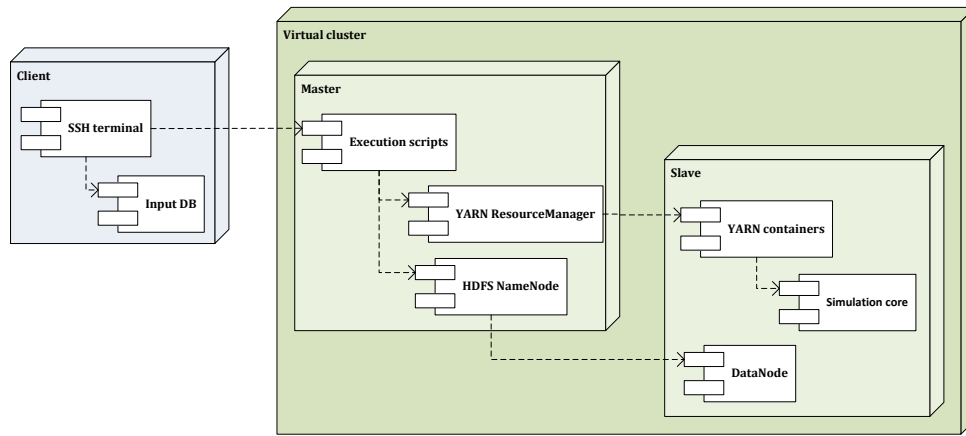 Virtual cluster
Client
Master
SSH terminal
Execution scripts
Slave
Input DB
YARN ResourceManager
YARN containers
HDFS NameNode
Simulation core
DataNode